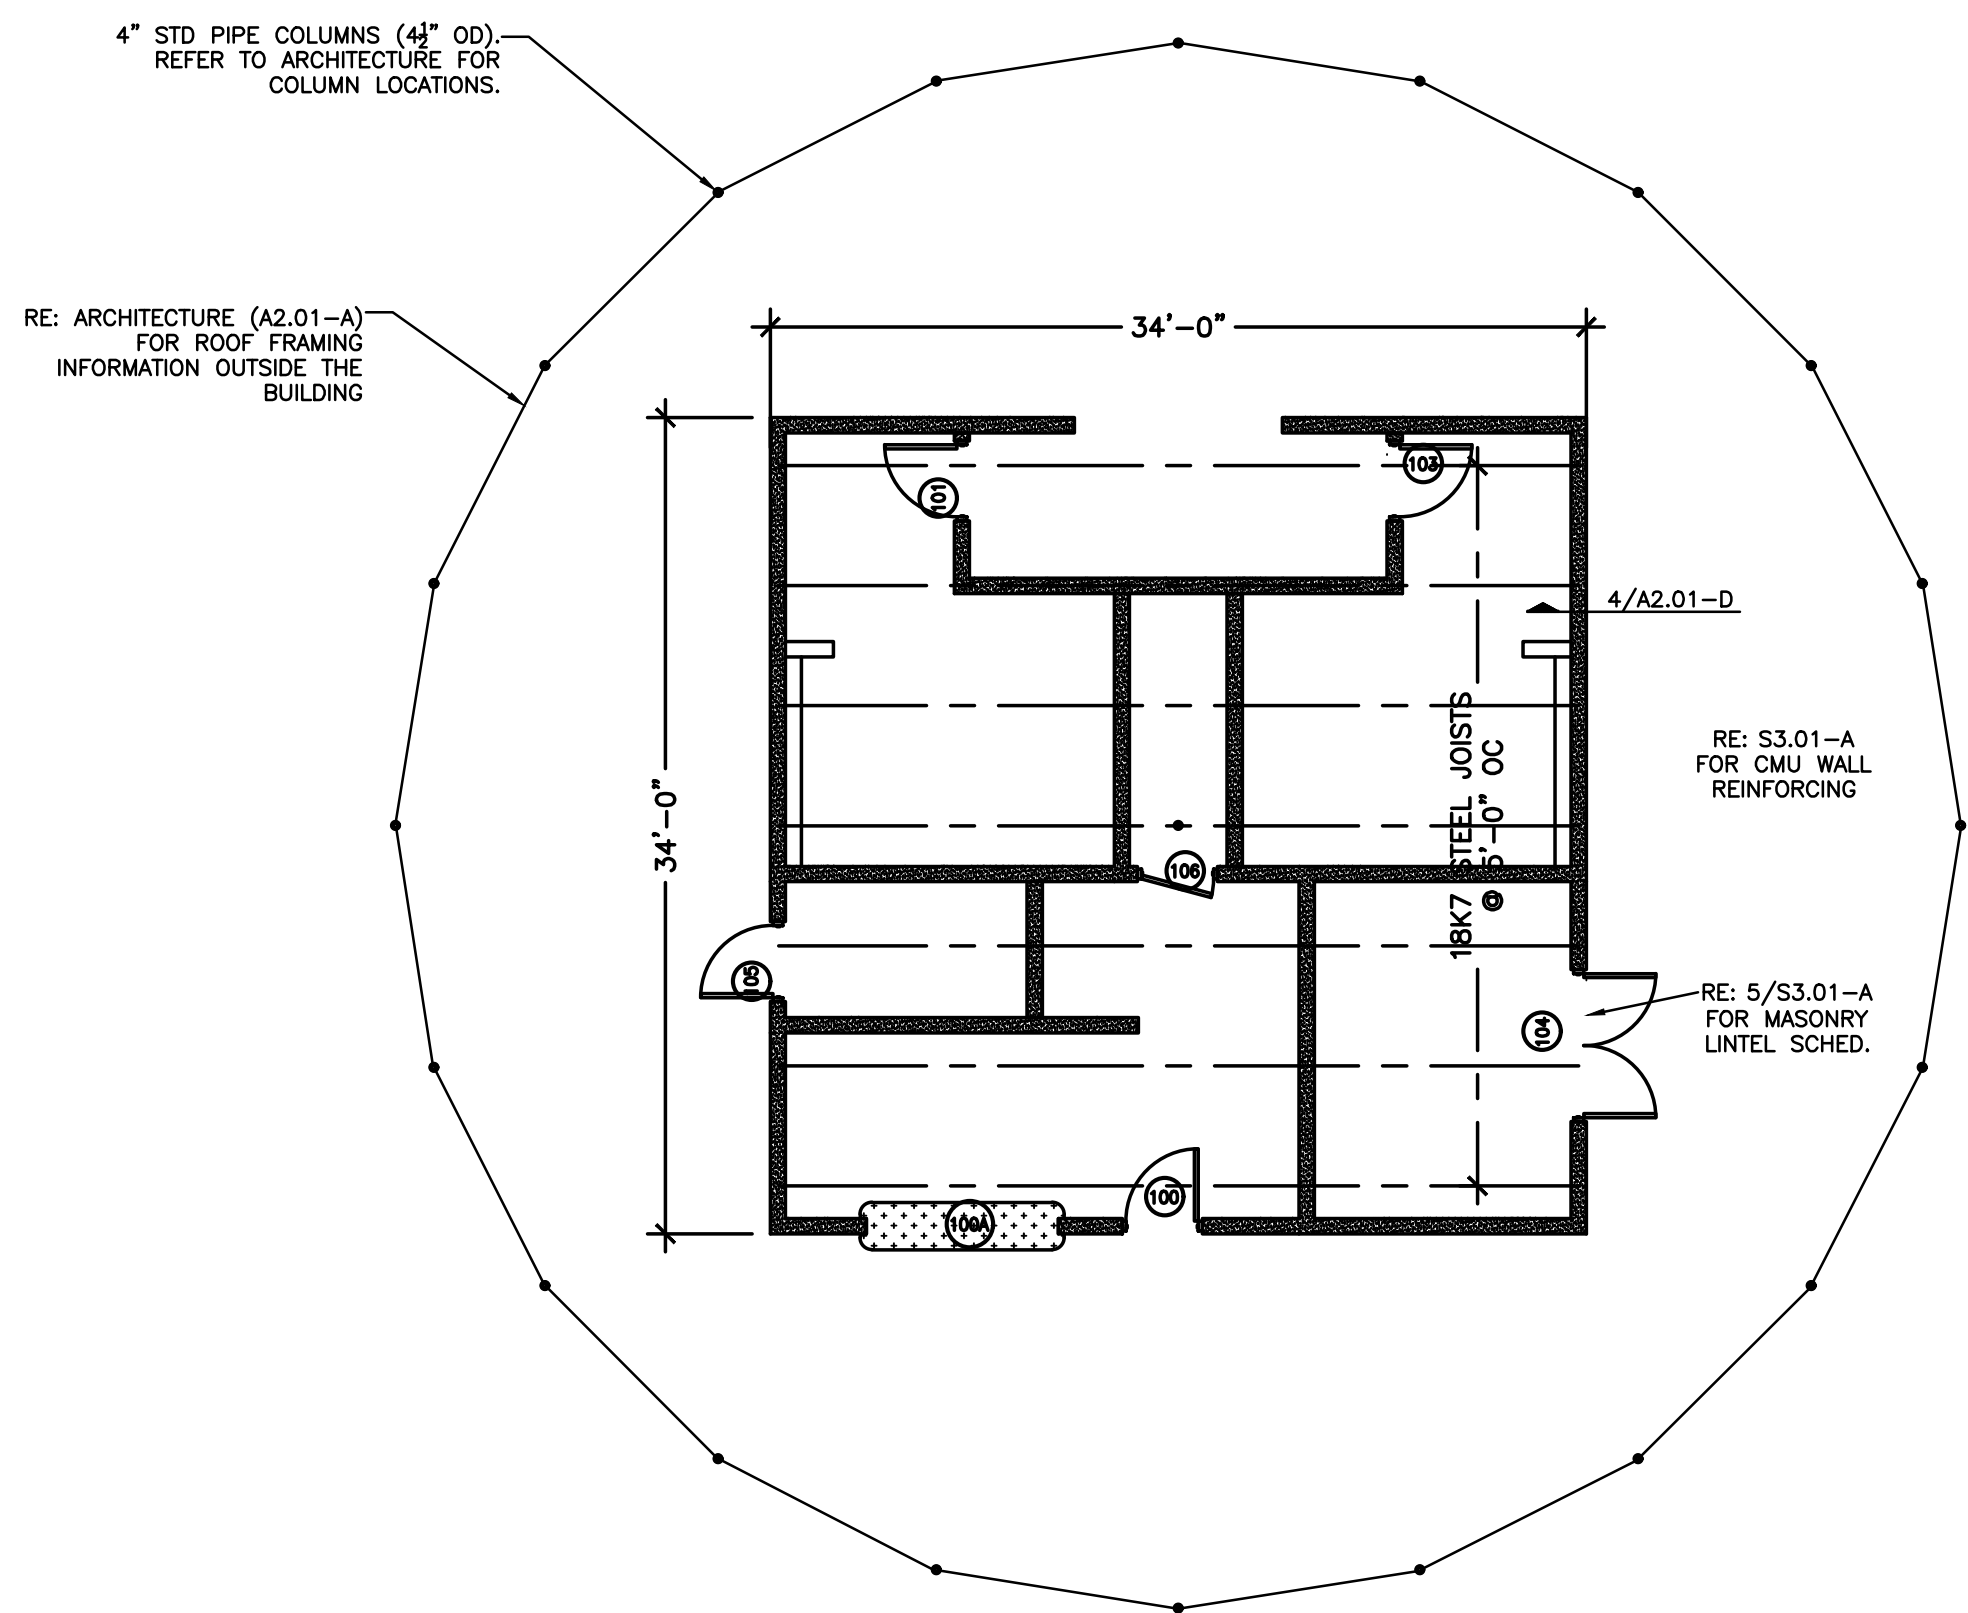 4” STD PIPE COLUMNS (4½” OD).
REFER TO ARCHITECTURE FOR
COLUMN LOCATIONS.
RE: ARCHITECTURE (A2.01-A)
FOR ROOF FRAMING
INFORMATION OUTSIDE THE
BUILDING
34'-0”
34'-0”
101
103
4/A2.01-D
18K7 STEEL JOISTS
@ 5'-0” OC
RE: S3.01-A
FOR CMU WALL
REINFORCING
106
105
104
RE: 5/S3.01-A
FOR MASONRY
LINTEL SCHED.
100
100A